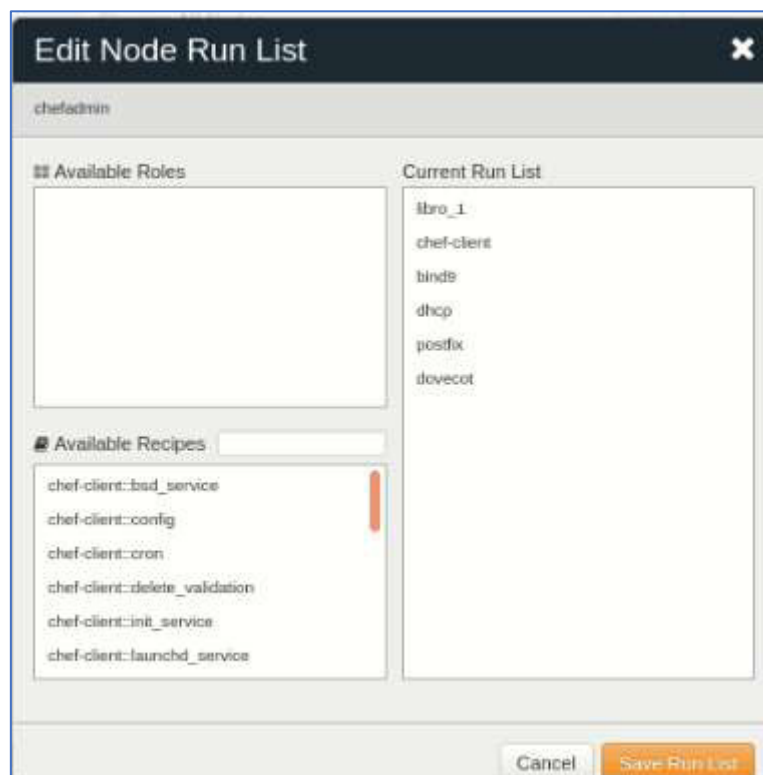 Edit Node Run List
chefadmin
Available Roles
Current Run List
libro_1
chef-client
bind9
dhcp
postfix
dovecot
Available Recipes
chef-client::bsd_service
chef-client::config
chef-client::cron
chef-client::delete_validation
chef-client::init_service
chef-client::launchd_service
Cancel
Save Run List